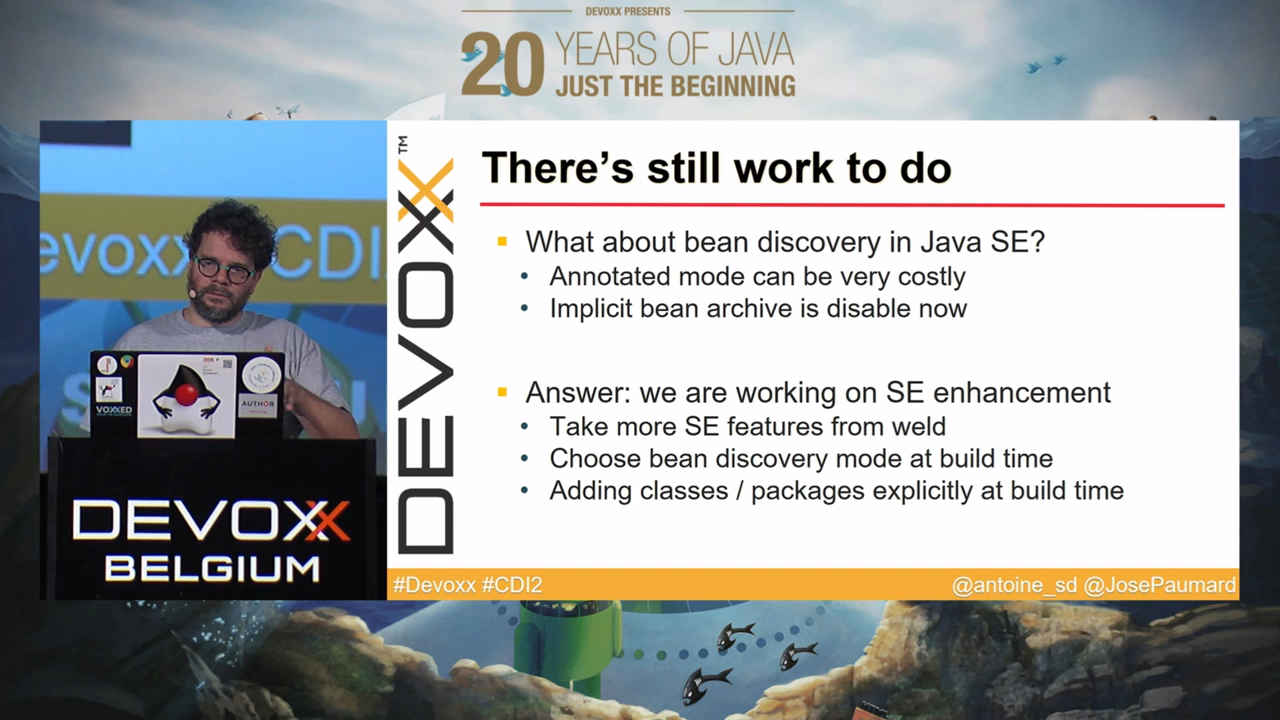 DEVOXX PRESENTS
20 YEARS OF JAVA
JUST THE BEGINNING
evoxx
CDI
VOXXED
AUTHOR
DEVOXX
BELGIUM
DEVOXX™
There’s still work to do
What about bean discovery in Java SE?
Annotated mode can be very costly
Implicit bean archive is disable now
Answer: we are working on SE enhancement
Take more SE features from weld
Choose bean discovery mode at build time
Adding classes / packages explicitly at build time
#Devoxx #CDI2
@antoine_sd @JosePaumard